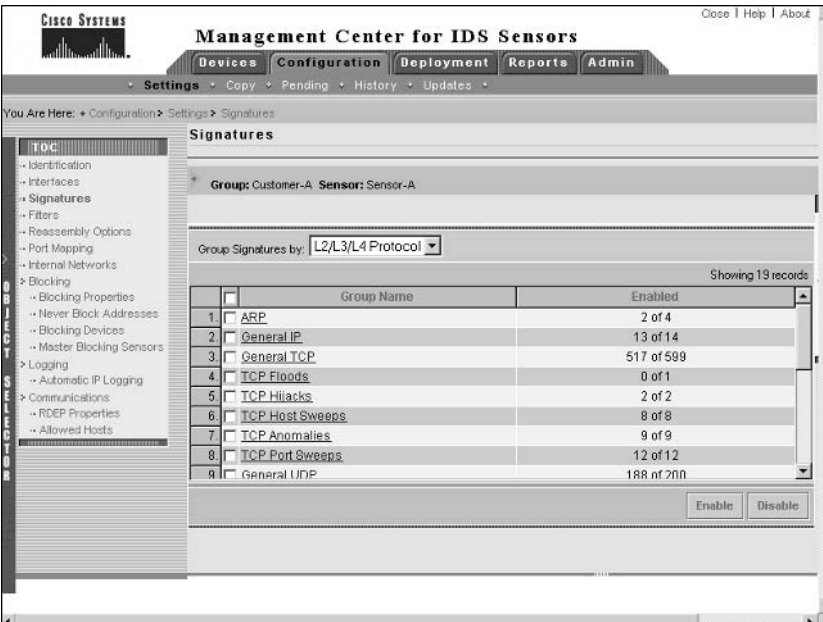 Close | Help | About
CISCO SYSTEMS
Management Center for IDS Sensors
Devices Configuration Deployment Reports Admin
Settings Copy Pending History Updates
You Are Here: Configuration > Settings > Signatures
TOC
Identification
Interfaces
Signatures
Filters
Reassembly Options
Port Mapping
Internal Networks
Blocking
Blocking Properties
Never Block Addresses
Blocking Devices
Master Blocking Sensors
Logging
Automatic IP Logging
Communications
RDEP Properties
Allowed Hosts
OBJECT SELECTOR
Signatures
Group: Customer-A Sensor: Sensor-A
Group Signatures by: L2/L3/L4 Protocol
Showing 19 records
Group Name Enabled
1. ARP 2 of 4
2. General IP 13 of 14
3. General TCP 517 of 599
4. TCP Floods 0 of 1
5. TCP Hijacks 2 of 2
6. TCP Host Sweeps 8 of 8
7. TCP Anomalies 9 of 9
8. TCP Port Sweeps 12 of 12
9. General UDP 188 of 200
Enable Disable